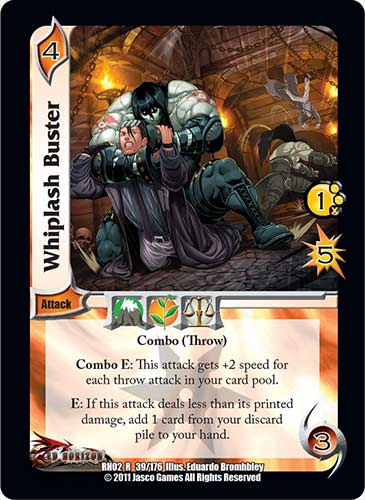 4
Whiplash Buster
1
5
Attack
Combo (Throw)
Combo E: This attack gets +2 speed for
each throw attack in your card pool.
E: If this attack deals less than its printed
damage, add 1 card from your discard
pile to your hand.
3
RED HORIZON
RH02 R 39/176 Illus. Eduardo Bromhbley
© 2011 Jasco Games All Rights Reserved